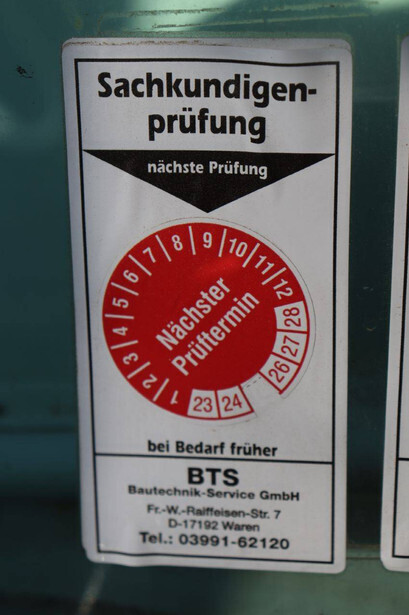 Sachkundigen-
prüfung
nächste Prüfung
1 2 3 4 5 6 7 8 9 10 11 12
Nächster
Prüftermin
23 24 26 27 28
bei Bedarf früher
BTS
Bautechnik-Service GmbH
Fr.-W.-Raiffeisen-Str. 7
D-17192 Waren
Tel.: 03991-62120